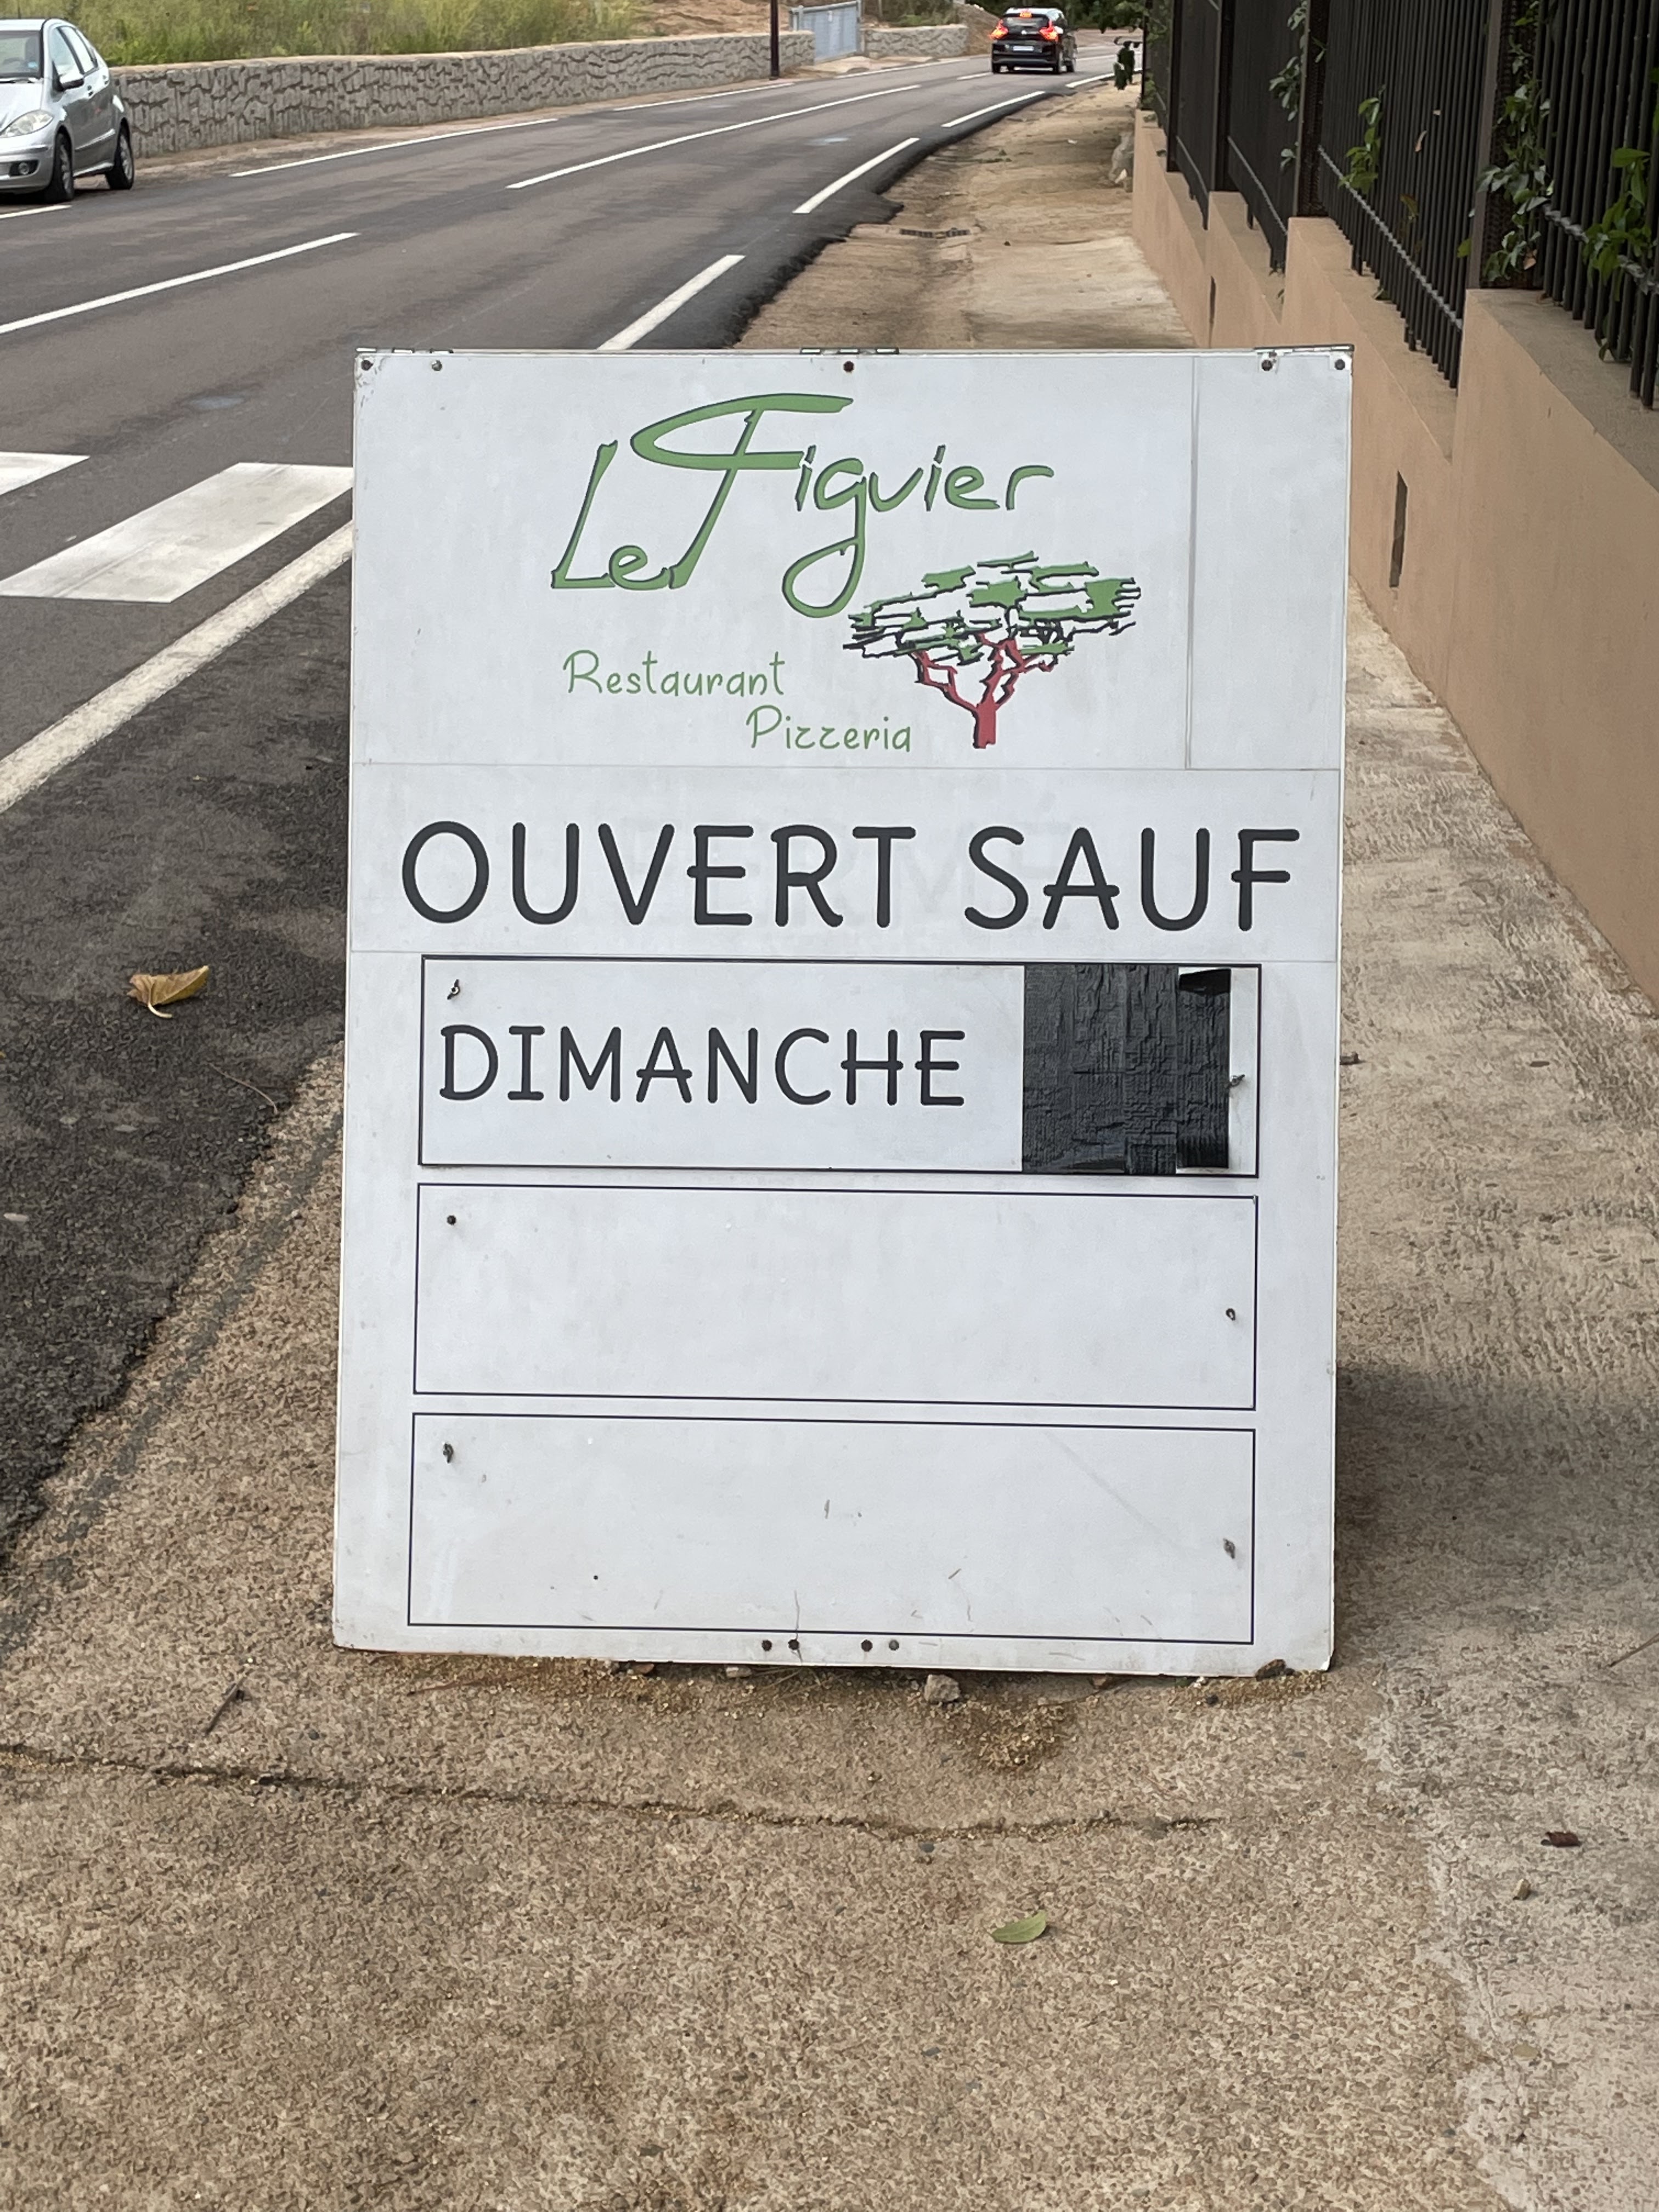 Le Figuier
Restaurant
Pizzeria
OUVERT SAUF
DIMANCHE